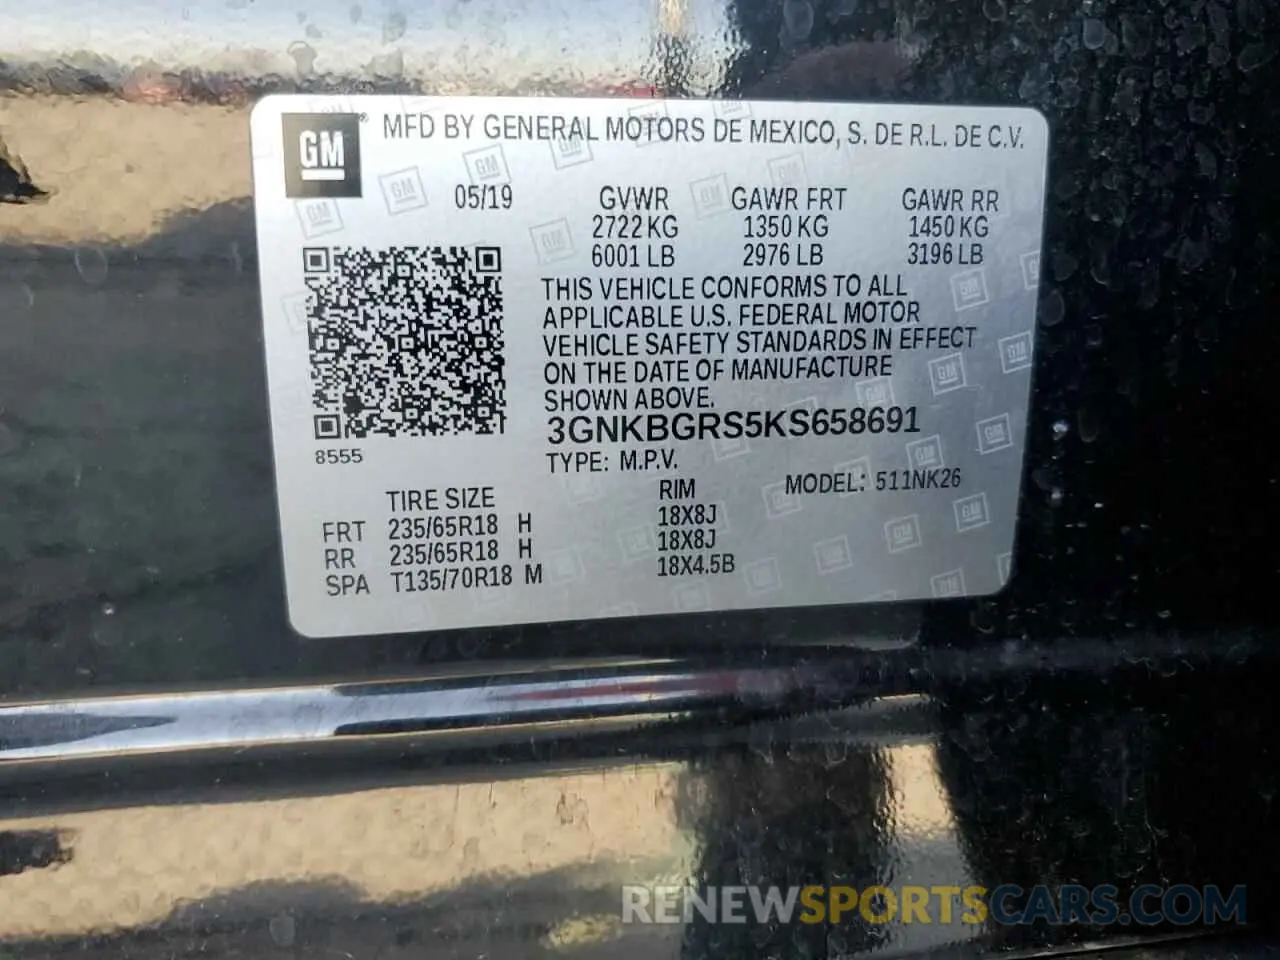 GM® MFD BY GENERAL MOTORS DE MEXICO, S. DE R.L. DE C.V.
05/19 GVWR GAWR FRT GAWR RR
2722 KG 1350 KG 1450 KG
6001 LB 2976 LB 3196 LB
THIS VEHICLE CONFORMS TO ALL
APPLICABLE U.S. FEDERAL MOTOR
VEHICLE SAFETY STANDARDS IN EFFECT
ON THE DATE OF MANUFACTURE
SHOWN ABOVE.
3GNKBGRS5KS658691
8555
TYPE: M.P.V.
MODEL: 511NK26
TIRE SIZE RIM
FRT 235/65R18 H 18X8J
RR 235/65R18 H 18X8J
SPA T135/70R18 M 18X4.5B
RENEWSPORTSCARS.COM